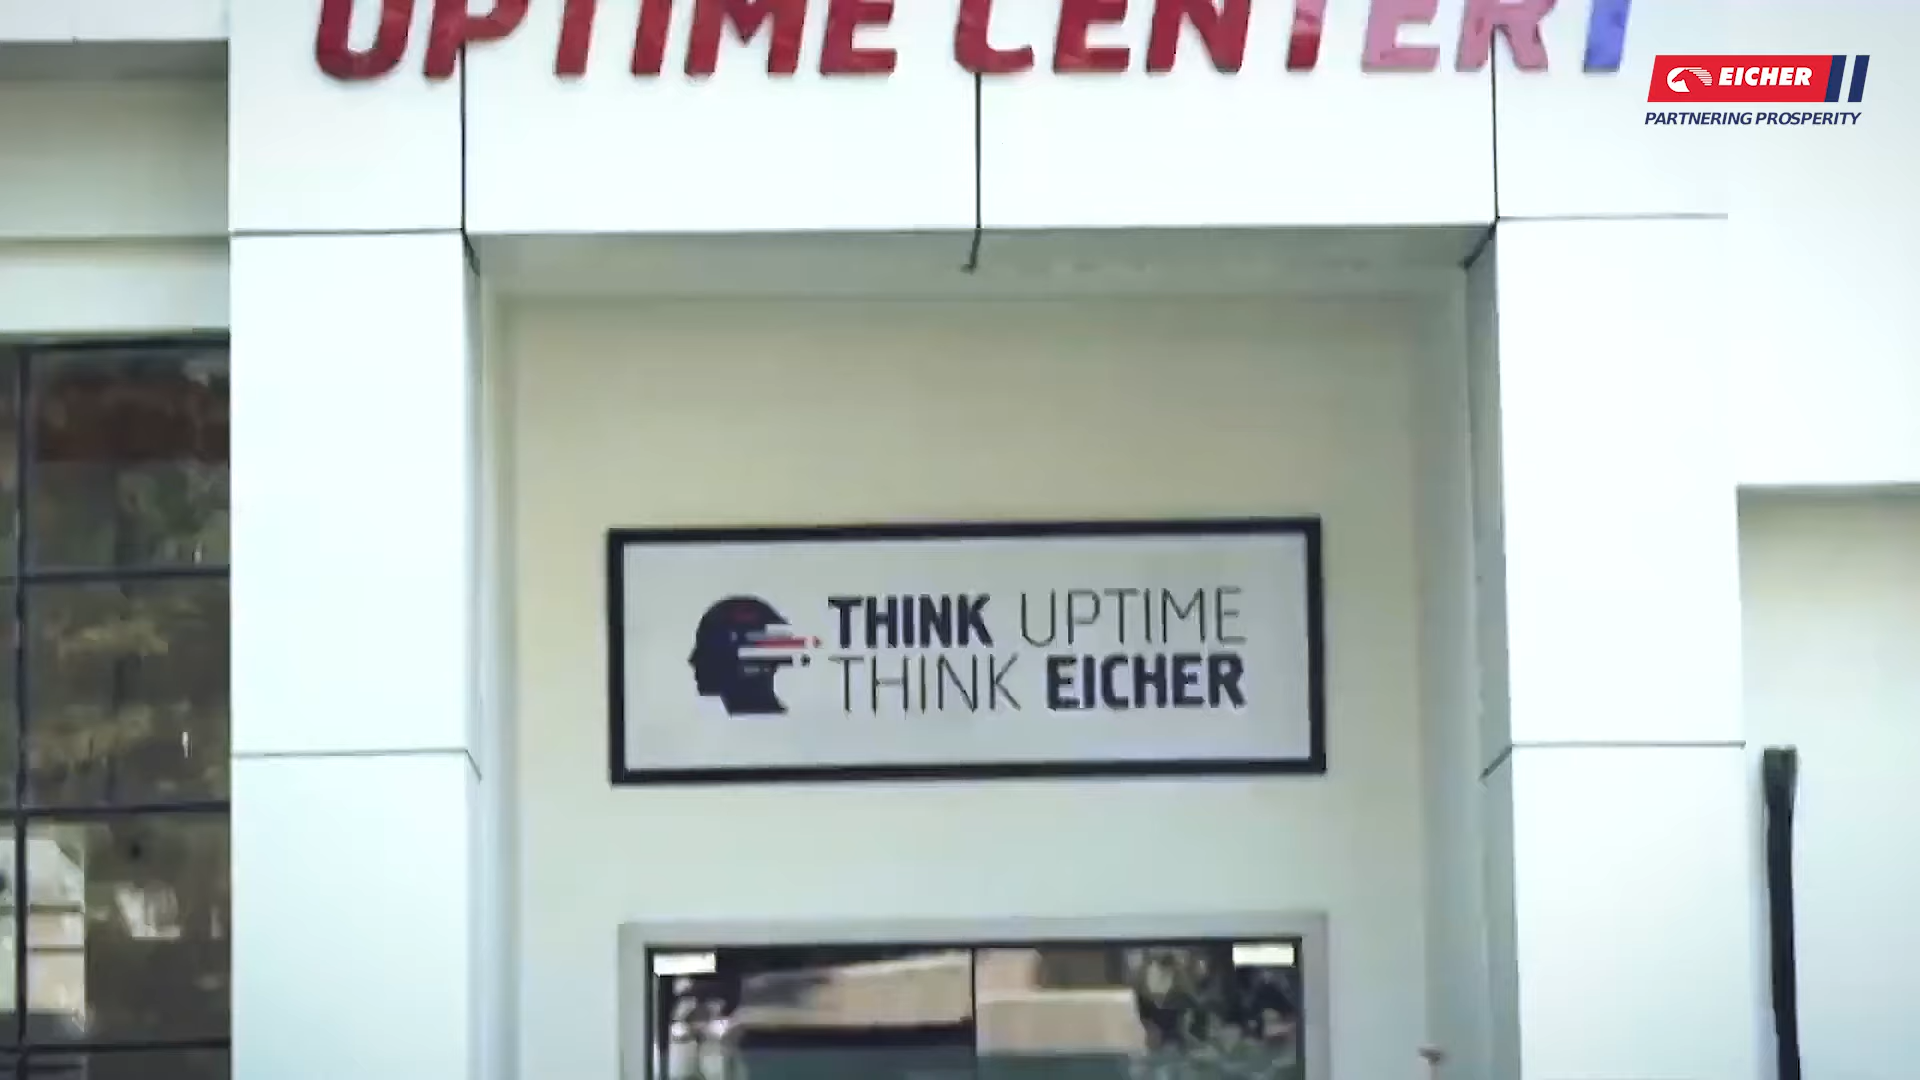 UPTIME CENTER
EICHER
PARTNERING PROSPERITY
THINK UPTIME
THINK EICHER